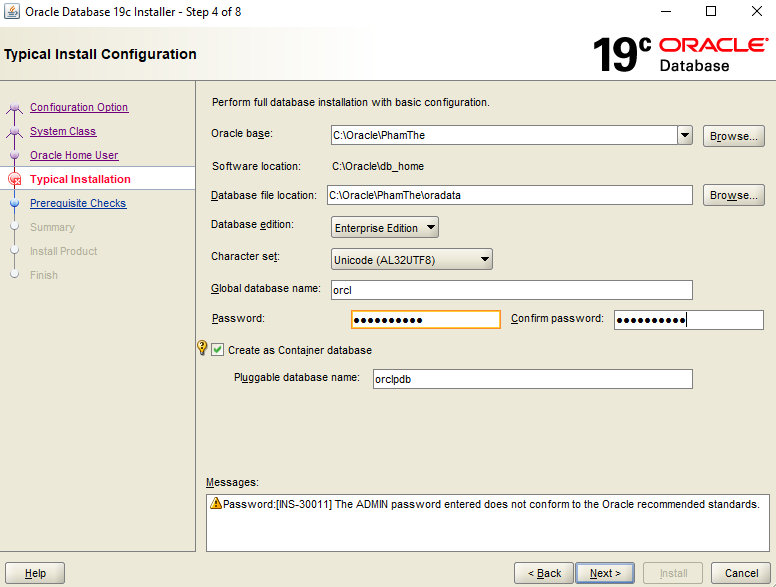 Oracle Database 19c Installer - Step 4 of 8
Typical Install Configuration
19c ORACLE
Database
Configuration Option
System Class
Oracle Home User
Typical Installation
Prerequisite Checks
Summary
Install Product
Finish
Perform full database installation with basic configuration.
Oracle base: C:\Oracle\PhamThe Browse...
Software location: C:\Oracle\db_home
Database file location: C:\Oracle\PhamThe\oradata Browse...
Database edition: Enterprise Edition
Character set: Unicode (AL32UTF8)
Global database name: orcl
Password: •••••••••• Confirm password: ••••••••••
Create as Container database
Pluggable database name: orclpdb
Messages:
Password:[INS-30011] The ADMIN password entered does not conform to the Oracle recommended standards.
Help < Back Next > Install Cancel